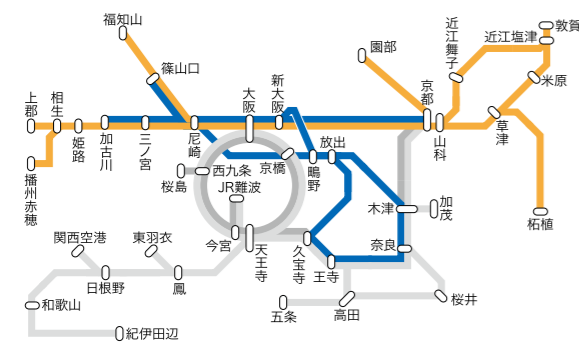 福知山
篠山口
園部
近江舞子
近江塩津
敦賀
米原
上郡
相生
姫路
加古川
三ノ宮
尼崎
大阪
新大阪
京都
山科
草津
柘植
播州赤穂
桜島
西九条
JR難波
京橋
鴫野
放出
木津
加茂
今宮
天王寺
久宝寺
王寺
奈良
関西空港
東羽衣
日根野
鳳
和歌山
紀伊田辺
五条
高田
桜井